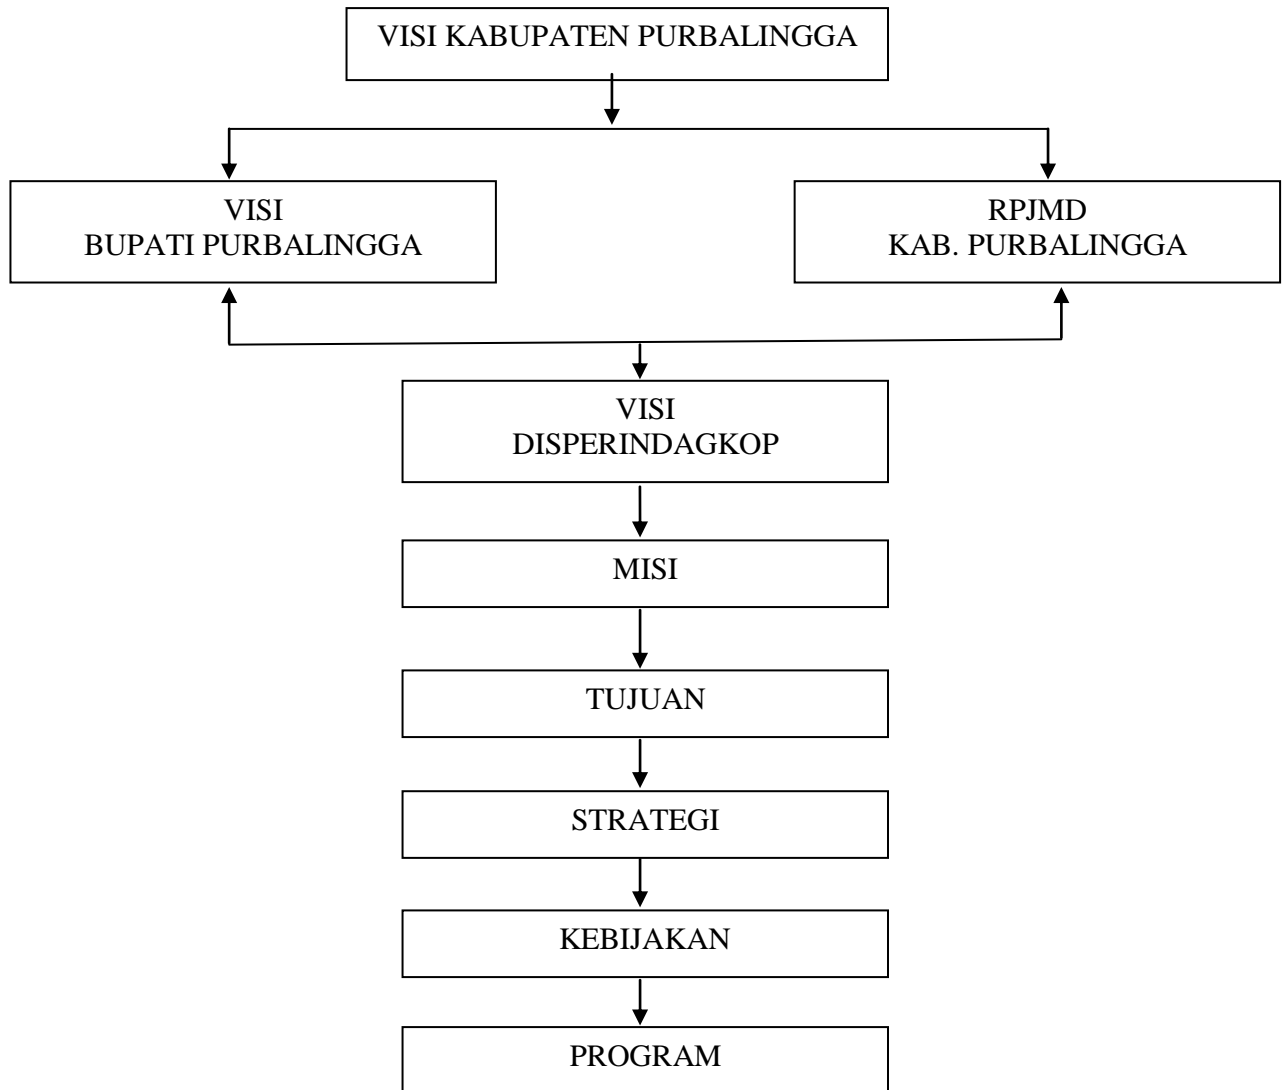 VISI KABUPATEN PURBALINGGA
VISI
BUPATI PURBALINGGA
RPJMD
KAB. PURBALINGGA
VISI
DISPERINDAGKOP
MISI
TUJUAN
STRATEGI
KEBIJAKAN
PROGRAM